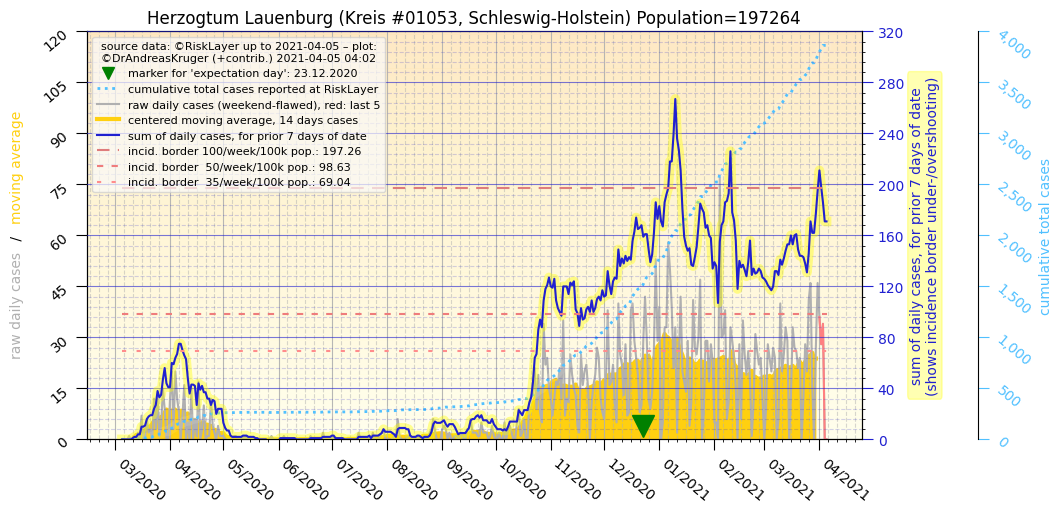 Herzogtum Lauenburg (Kreis #01053, Schleswig-Holstein) Population=197264
source data: ©RiskLayer up to 2021-04-05 – plot:
©DrAndreasKruger (+contrib.) 2021-04-05 04:02
marker for 'expectation day': 23.12.2020
cumulative total cases reported at RiskLayer
raw daily cases (weekend-flawed), red: last 5
centered moving average, 14 days cases
sum of daily cases, for prior 7 days of date
incid. border 100/week/100k pop.: 197.26
incid. border  50/week/100k pop.: 98.63
incid. border  35/week/100k pop.: 69.04
raw daily cases  /  moving average
120
105
90
75
60
45
30
15
0
03/2020
04/2020
05/2020
06/2020
07/2020
08/2020
09/2020
10/2020
11/2020
12/2020
01/2021
02/2021
03/2021
04/2021
320
280
240
200
160
120
80
40
0
sum of daily cases, for prior 7 days of date
(shows incidence border under-/overshooting)
4,000
3,500
3,000
2,500
2,000
1,500
1,000
500
0
cumulative total cases